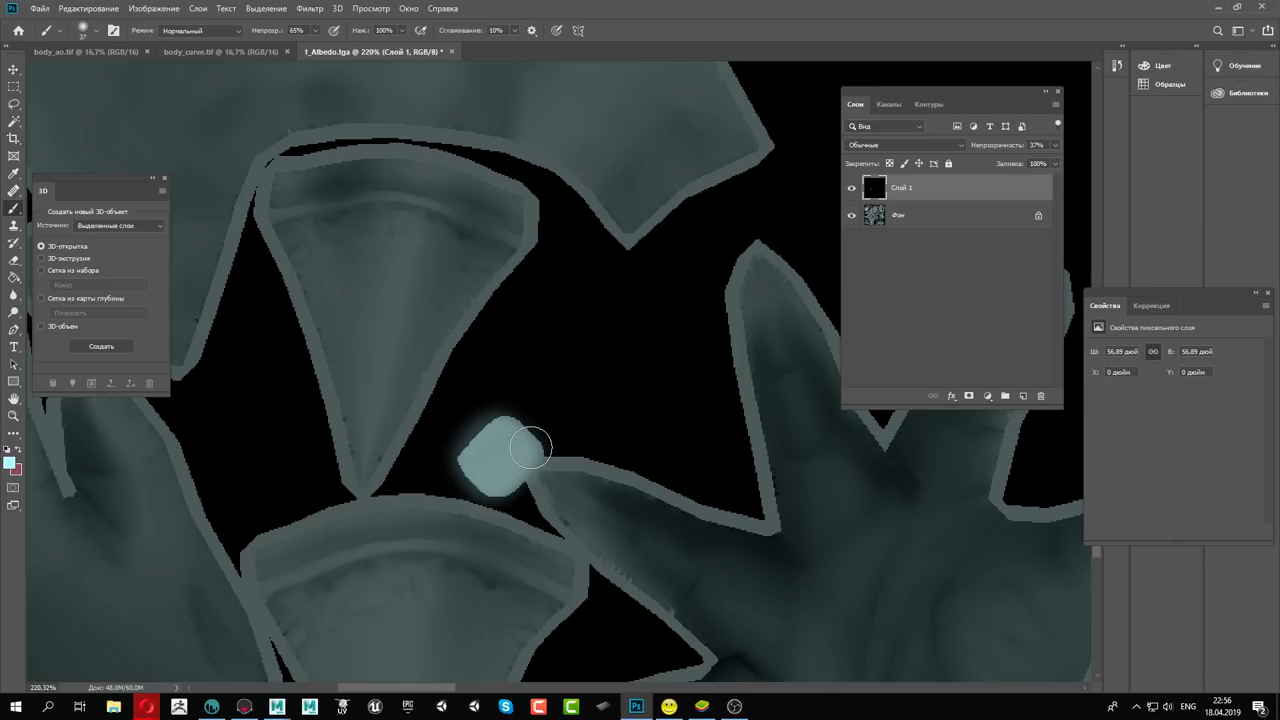 Файл Редактирование Изображение Слои Текст Выделение Фильтр 3D Просмотр Окно Справка
37 Режим: Нормальный Непрозр.: 65% Наж.: 100% Сглаживание: 10%
body_ao.tif @ 16,7% (RGB/16) × body_curve.tif @ 16,7% (RGB/16) × 1_Albedo.tga @ 220% (Слой 1, RGB/8) * ×
Цвет
Образцы
Обучение
Библиотеки
Слои Каналы Контуры
Вид
Обычные Непрозрачность: 37%
Закрепить: Заливка: 100%
Слой 1
Фон
3D
Создать новый 3D-объект
Источник: Выделенные слои
3D-открытка
3D-экструзия
Сетка из набора
Конус
Сетка из карты глубины
Плоскость
3D-объем
Создать
Свойства Коррекция
Свойства пиксельного слоя
Ш: 56,89 дюй В: 56,89 дюй
X: 0 дюйм Y: 0 дюйм
220,32% Док: 48,0M/60,0M
ENG 22:56
18.04.2019